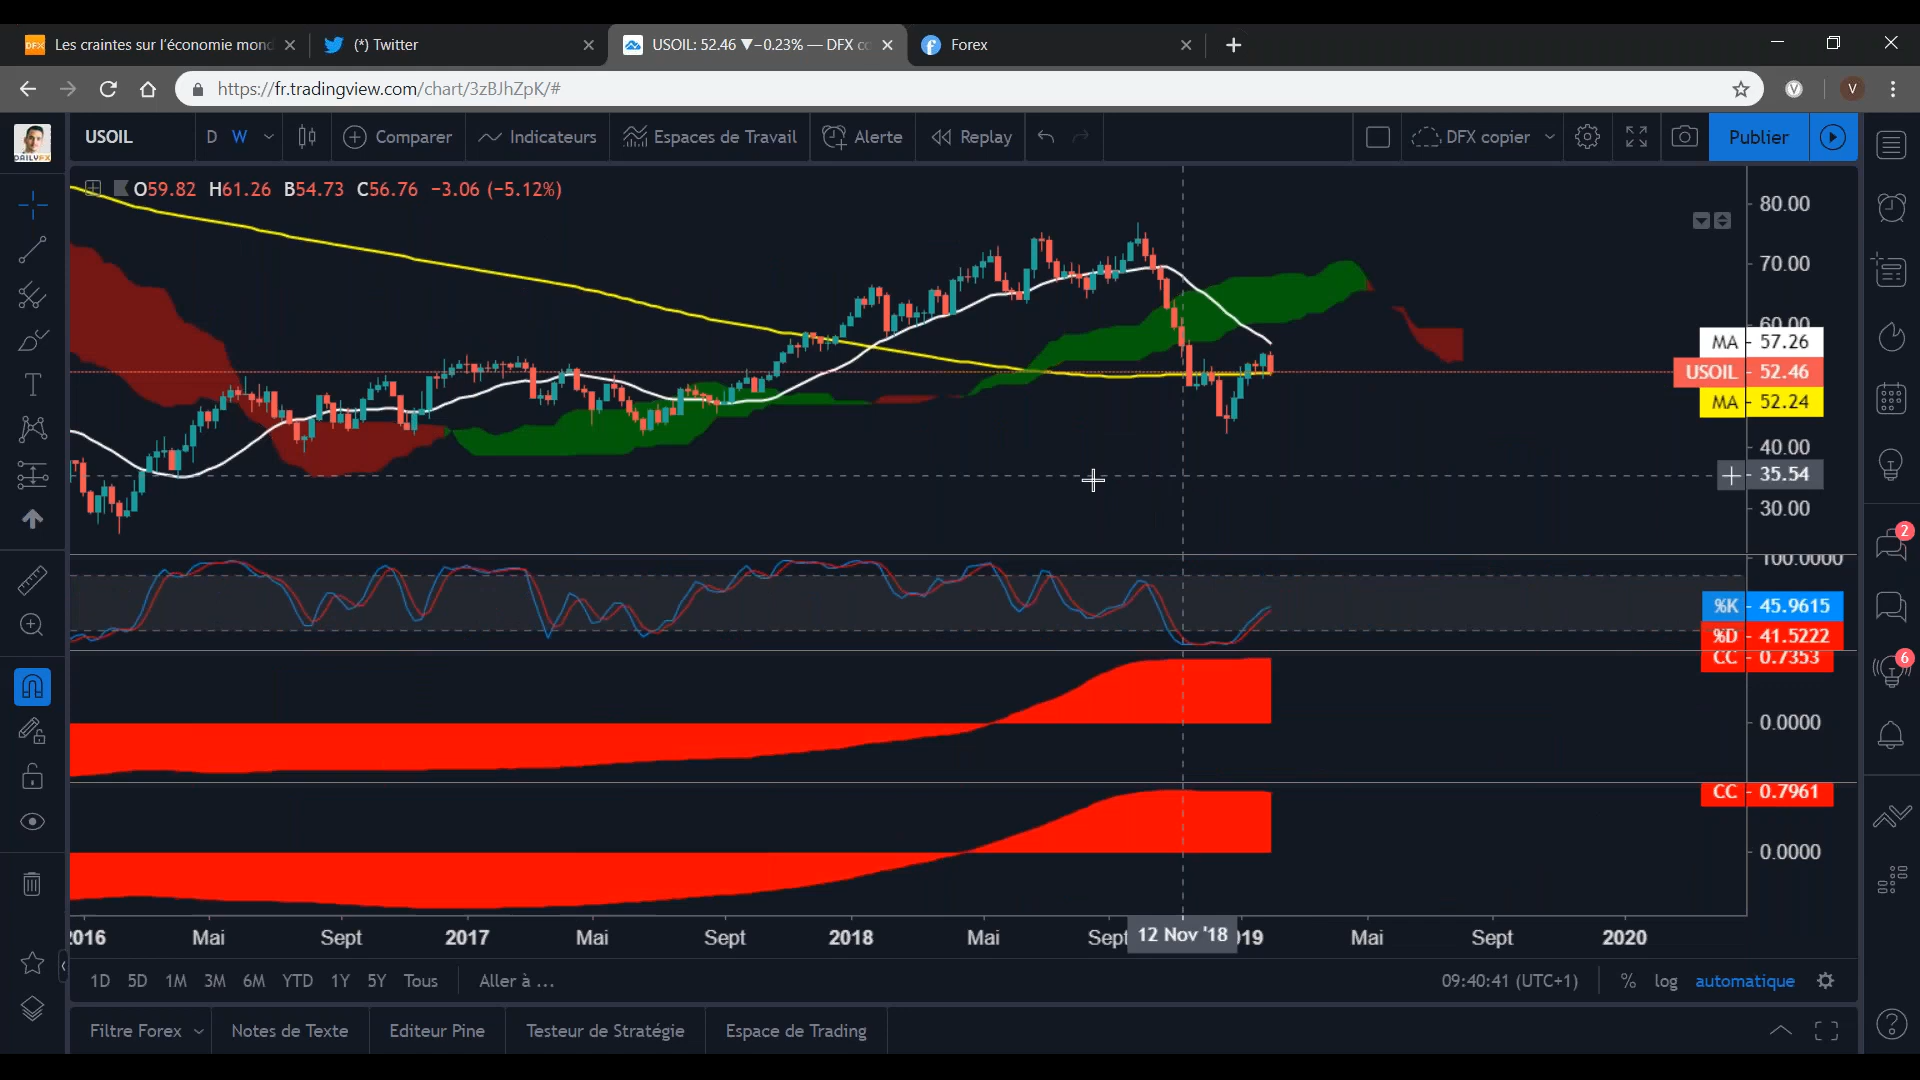 DFX Les craintes sur l'économie mond
(*) Twitter
USOIL: 52.46 ▼−0.23% — DFX co
Forex
https://fr.tradingview.com/chart/3zBJhZpK/#
V
V
DAILYFX
USOIL
D W
Comparer
Indicateurs
Espaces de Travail
Alerte
Replay
DFX copier
Publier
O59.82 H61.26 B54.73 C56.76 −3.06 (−5.12%)
80.00
70.00
60.00
MA 57.26
USOIL 52.46
MA 52.24
40.00
35.54
30.00
100.0000
%K 45.9615
%D 41.5222
CC 0.7353
0.0000
CC 0.7961
0.0000
2
6
2016 Mai Sept 2017 Mai Sept 2018 Mai Sept 12 Nov '18 2019 Mai Sept 2020
1D 5D 1M 3M 6M YTD 1Y 5Y Tous Aller à ...
09:40:41 (UTC+1) % log automatique
Filtre Forex Notes de Texte Editeur Pine Testeur de Stratégie Espace de Trading